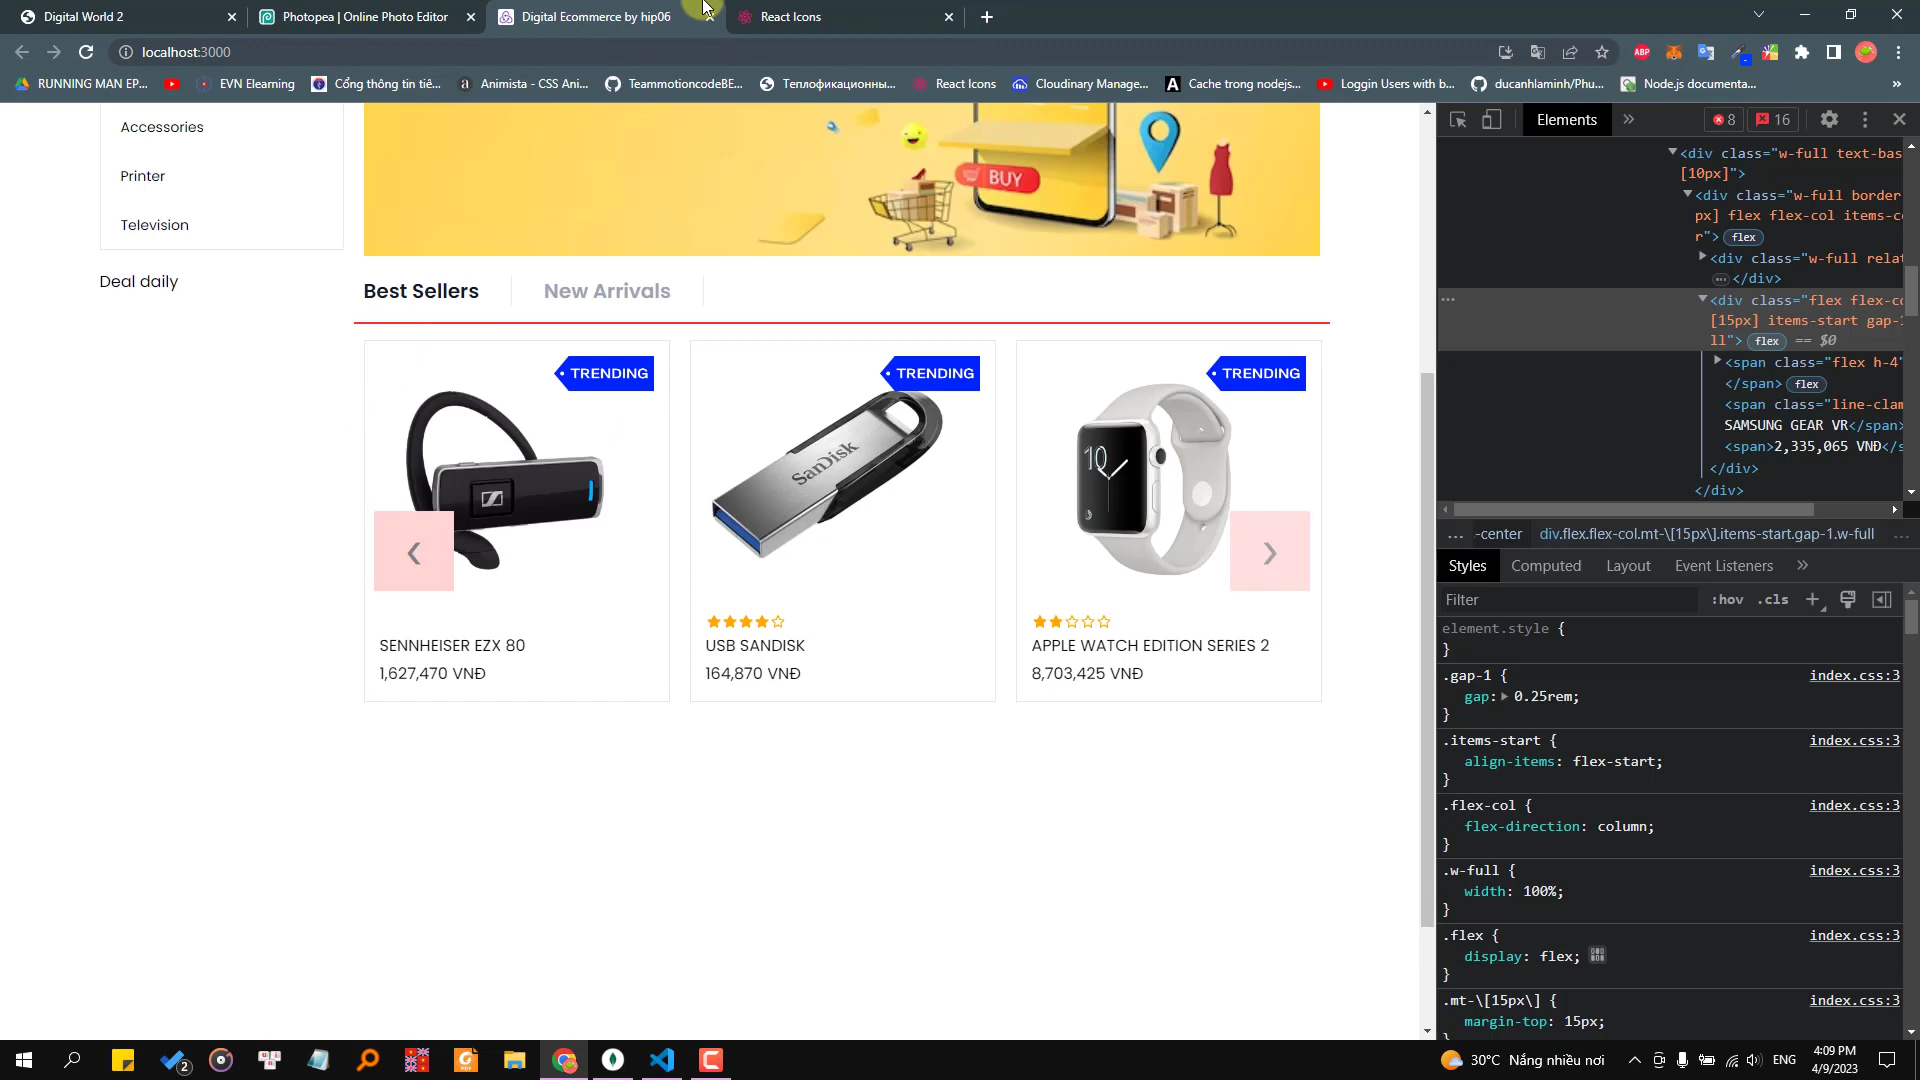 Digital World 2
Photopea | Online Photo Editor
Digital Ecommerce by hip06
React Icons
localhost:3000
ABP
RUNNING MAN EP...
EVN Elearning
Cổng thông tin tiê...
a
Animista - CSS Ani...
TeammotioncodeBE...
Теплофикационны...
React Icons
Cloudinary Manage...
A
Cache trong nodejs...
Loggin Users with b...
ducanhlaminh/Phu...
Node.js documenta...
»
Accessories
Printer
Television
Deal daily
BUY
Best Sellers
New Arrivals
TRENDING
SENNHEISER EZX 80
1,627,470 VNĐ
TRENDING
SanDisk
USB SANDISK
164,870 VNĐ
TRENDING
10
APPLE WATCH EDITION SERIES 2
8,703,425 VNĐ
Elements
»
8
16
<div class="w-full text-bas
[10px]">
<div class="w-full border
px] flex flex-col items-c
r"> flex
<div class="w-full rela
… </div>
<div class="flex flex-c
[15px] items-start gap-
ll"> flex == $0
<span class="flex h-4"
</span> flex
<span class="line-clam
SAMSUNG GEAR VR</span>
<span>2,335,065 VNĐ</s
</div>
</div>
... -center div.flex.flex-col.mt-\[15px\].items-start.gap-1.w-full ...
Styles
Computed
Layout
Event Listeners
»
Filter
:hov
.cls
element.style {
}
.gap-1 { index.css:3
gap: 0.25rem;
}
.items-start { index.css:3
align-items: flex-start;
}
.flex-col { index.css:3
flex-direction: column;
}
.w-full { index.css:3
width: 100%;
}
.flex { index.css:3
display: flex;
}
.mt-\[15px\] { index.css:3
margin-top: 15px;
2
30°C Nắng nhiều nơi
ENG
4:09 PM
4/9/2023